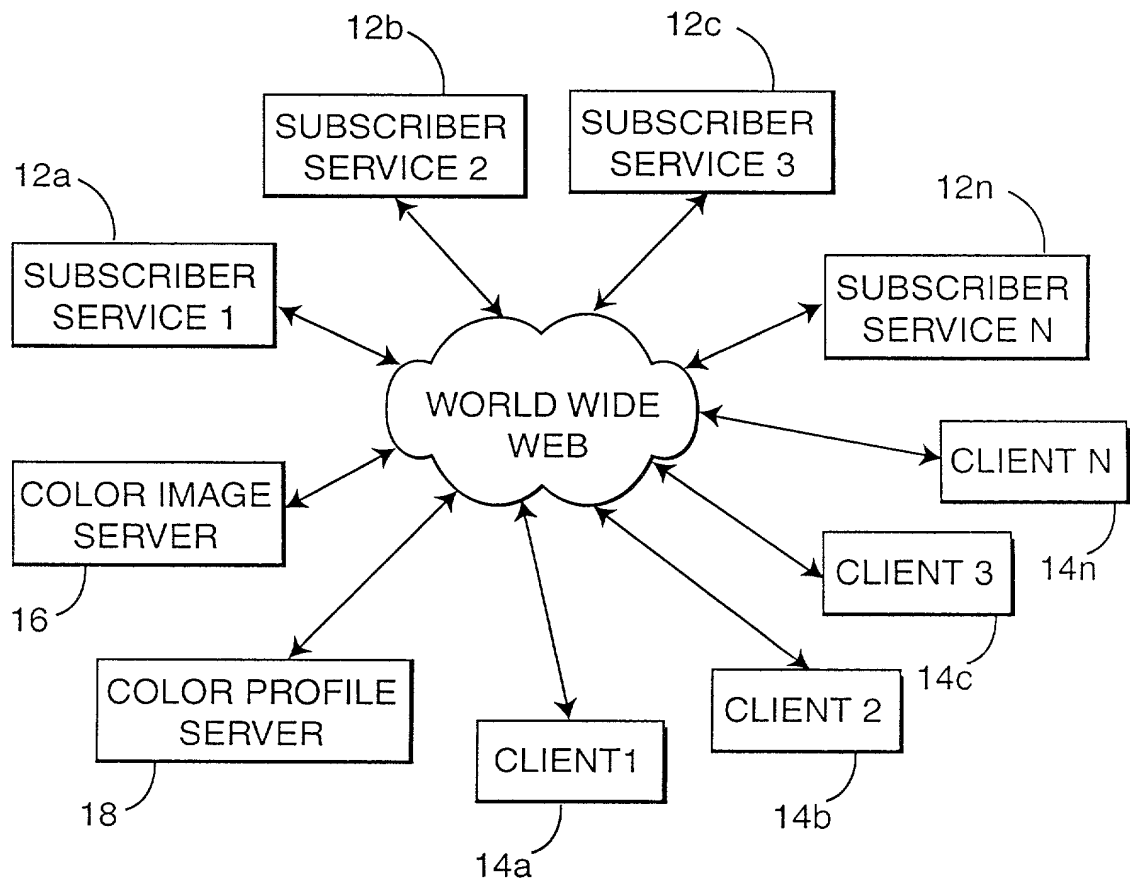 12b
12c
SUBSCRIBER
SERVICE 2
SUBSCRIBER
SERVICE 3
12a
12n
SUBSCRIBER
SERVICE 1
SUBSCRIBER
SERVICE N
WORLD WIDE
WEB
COLOR IMAGE
SERVER
CLIENT N
16
CLIENT 3
14n
COLOR PROFILE
SERVER
14c
CLIENT 2
CLIENT1
18
14b
14a